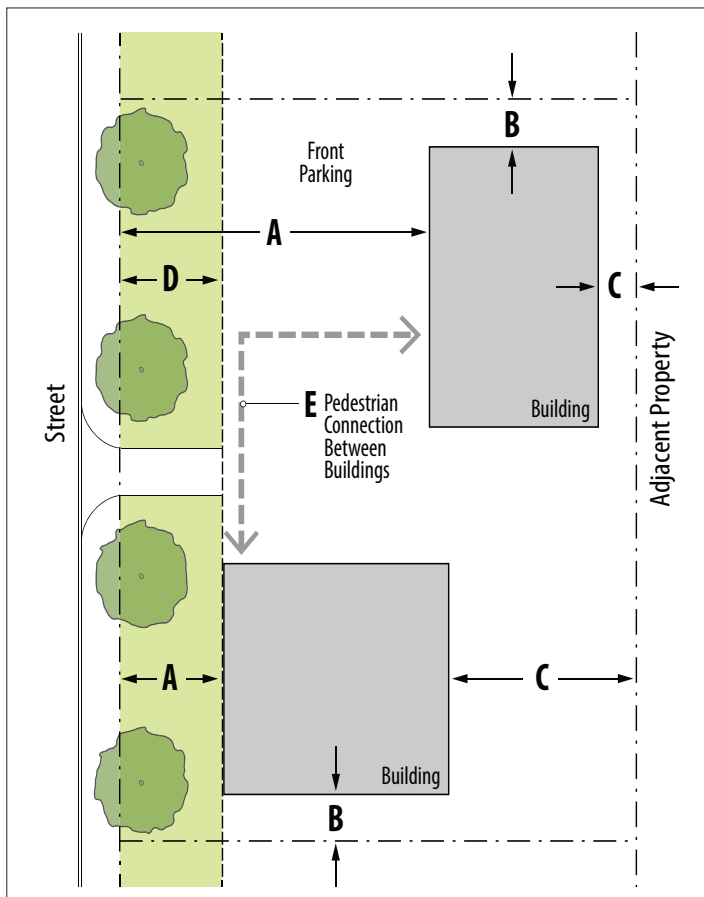 B
Front
Parking
A
D
C
E Pedestrian
Connection
Between
Buildings
Building
Street
Adjacent Property
A
C
Building
B